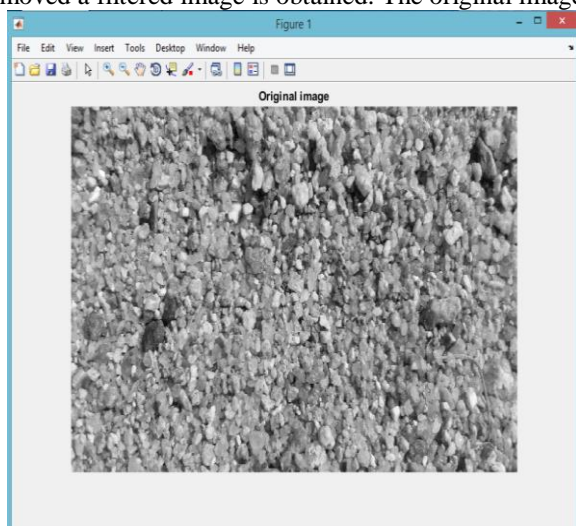 moved a filtered image is obtained. The original image
Figure 1
File Edit View Insert Tools Desktop Window Help
Original image